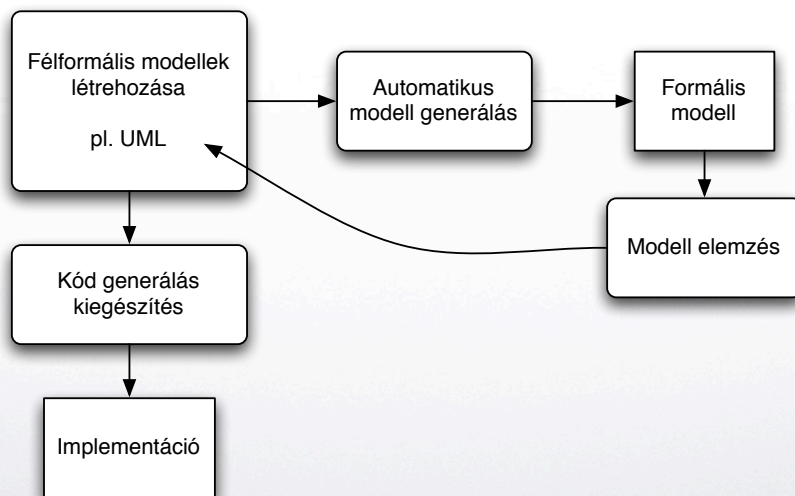 Félformális modellek
létrehozása
pl. UML
Automatikus
modell generálás
Formális
modell
Modell elemzés
Kód generálás
kiegészítés
Implementáció